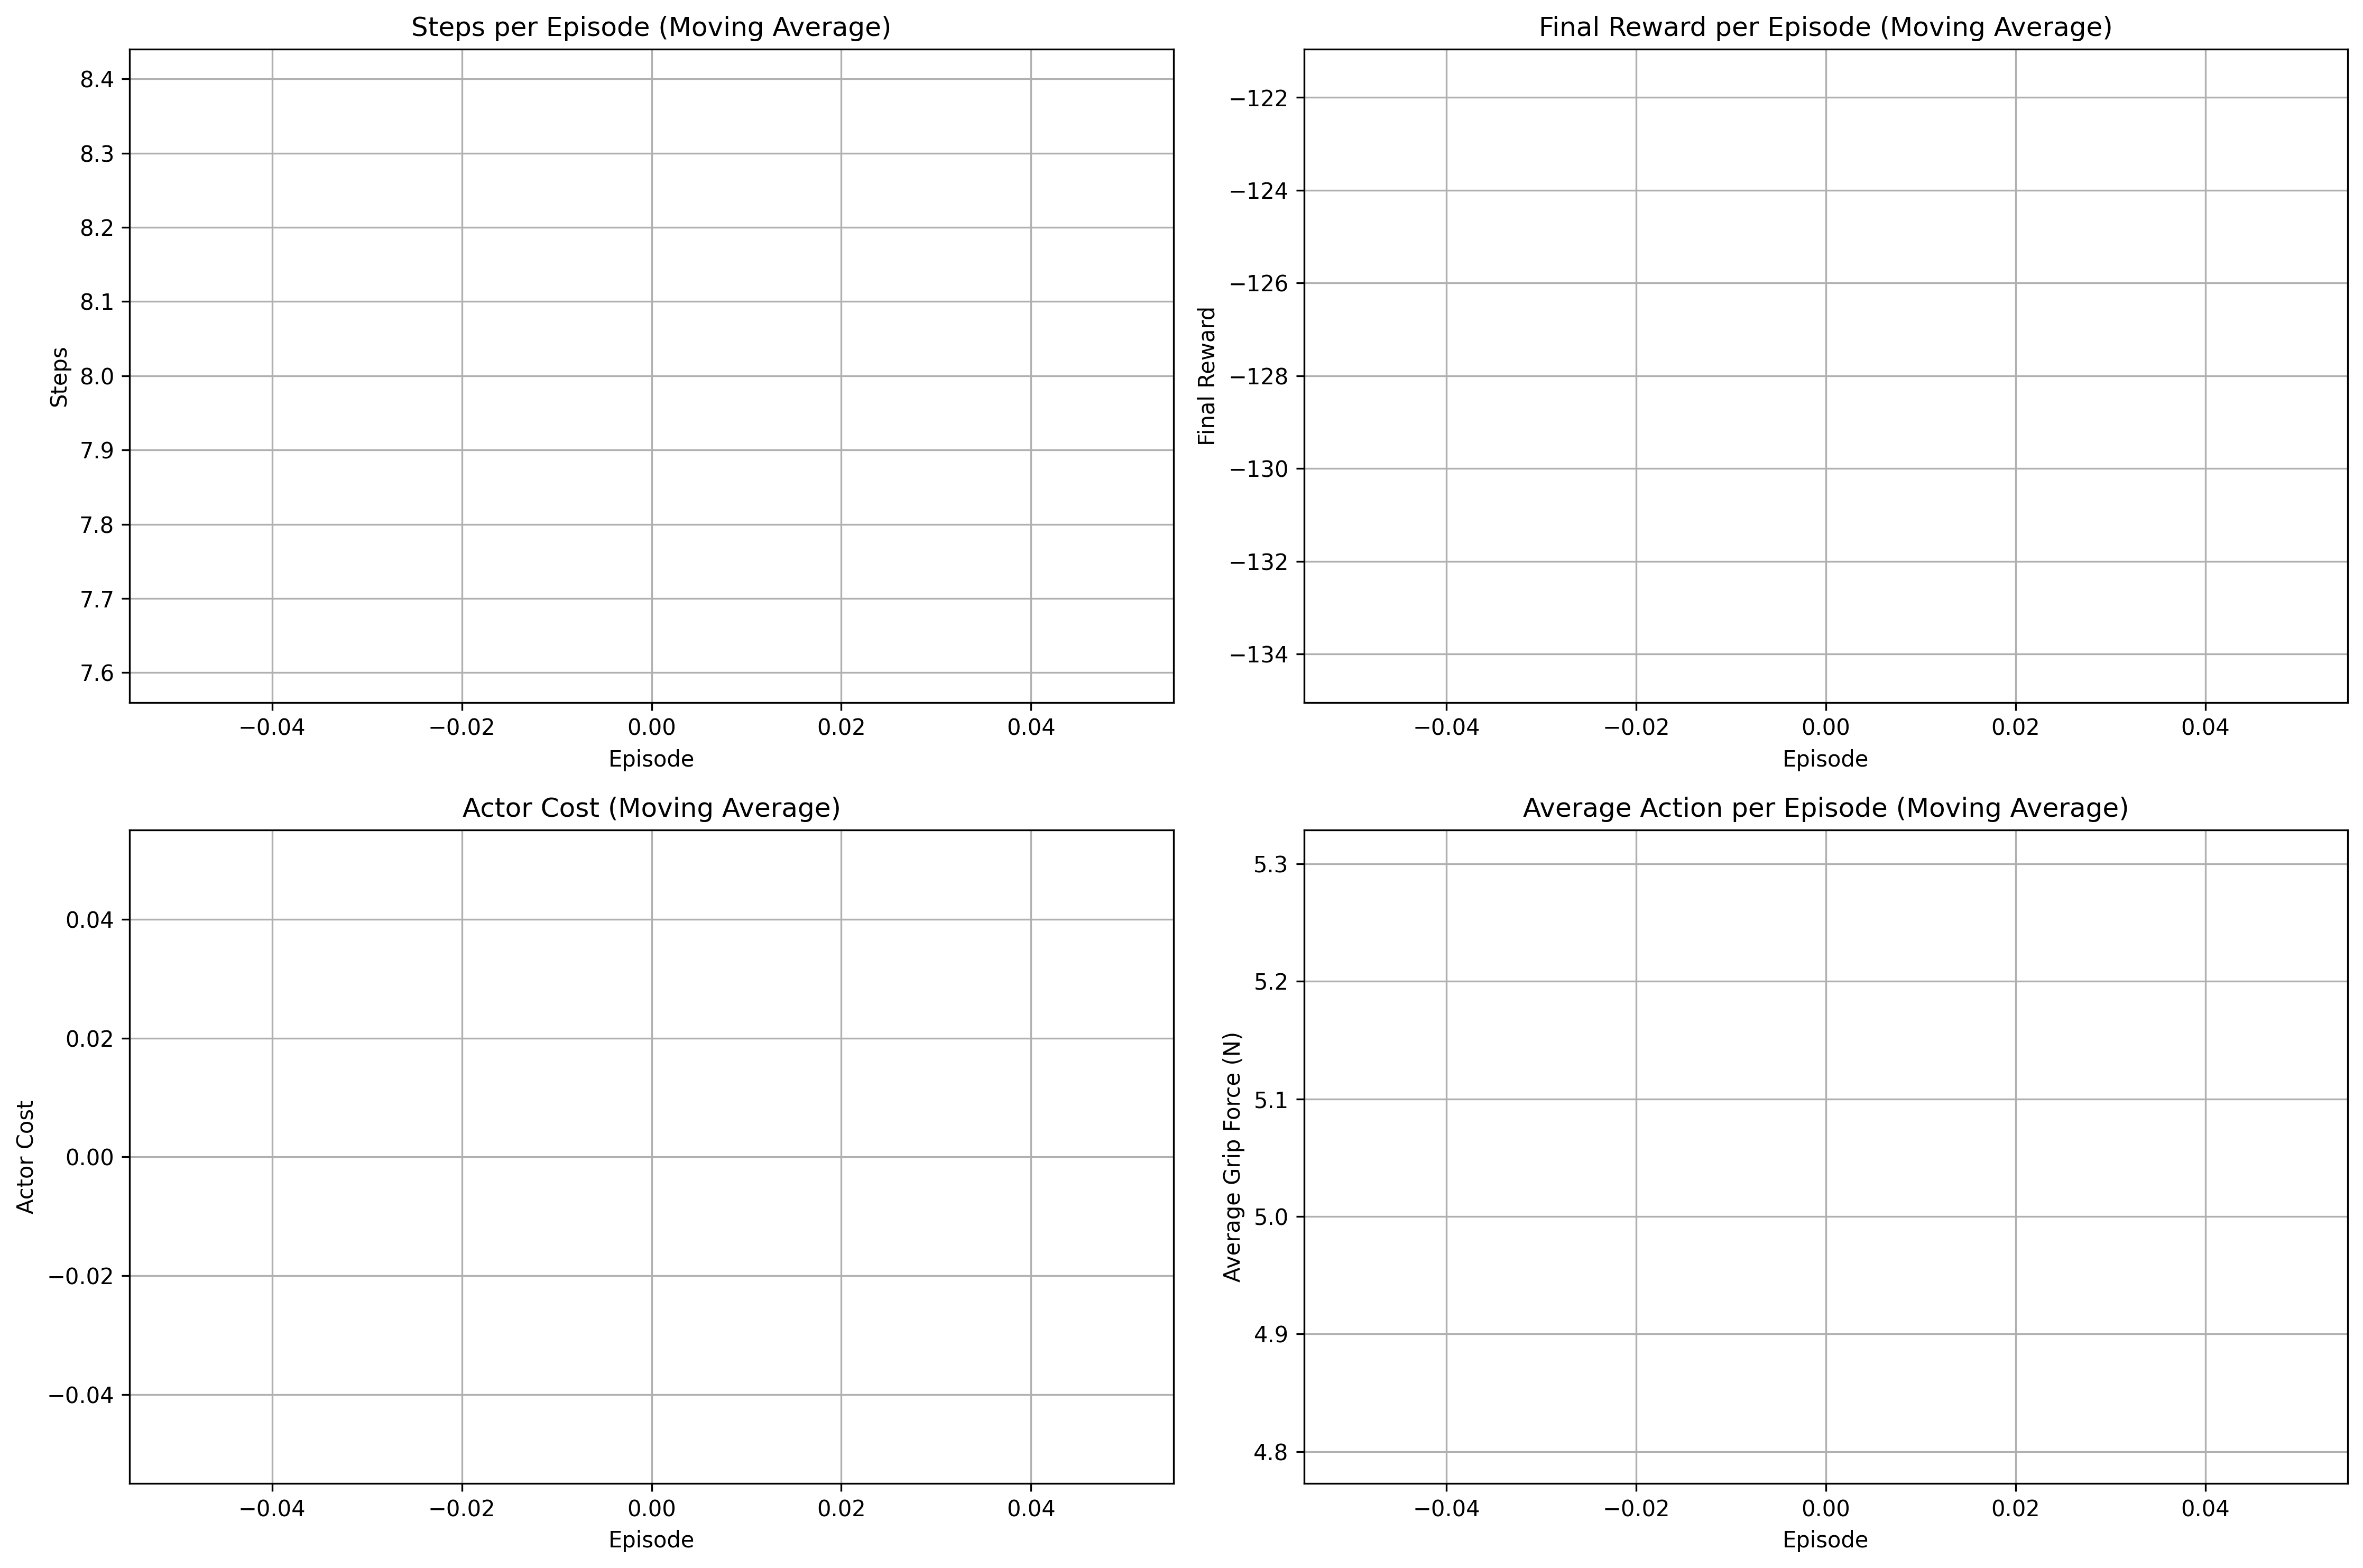 Steps per Episode (Moving Average)
8.4
8.3
8.2
8.1
8.0
7.9
7.8
7.7
7.6
Steps
−0.04 −0.02 0.00 0.02 0.04
Episode
Final Reward per Episode (Moving Average)
−122
−124
−126
−128
−130
−132
−134
Final Reward
−0.04 −0.02 0.00 0.02 0.04
Episode
Actor Cost (Moving Average)
0.04
0.02
0.00
−0.02
−0.04
Actor Cost
−0.04 −0.02 0.00 0.02 0.04
Episode
Average Action per Episode (Moving Average)
5.3
5.2
5.1
5.0
4.9
4.8
Average Grip Force (N)
−0.04 −0.02 0.00 0.02 0.04
Episode